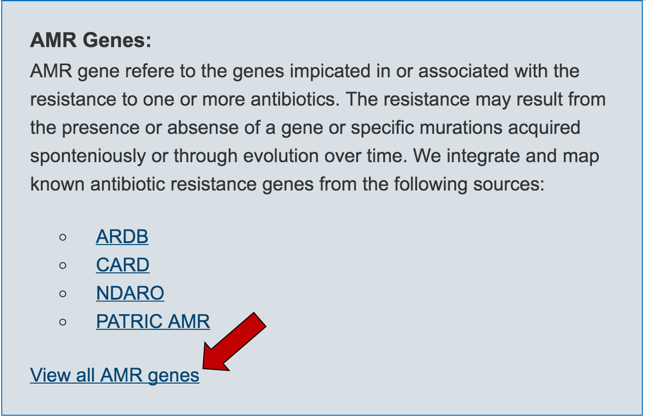 AMR Genes:
AMR gene refere to the genes impicated in or associated with the
resistance to one or more antibiotics. The resistance may result from
the presence or absense of a gene or specific murations acquired
sponteniously or through evolution over time. We integrate and map
known antibiotic resistance genes from the following sources:
ARDB
CARD
NDARO
PATRIC AMR
View all AMR genes